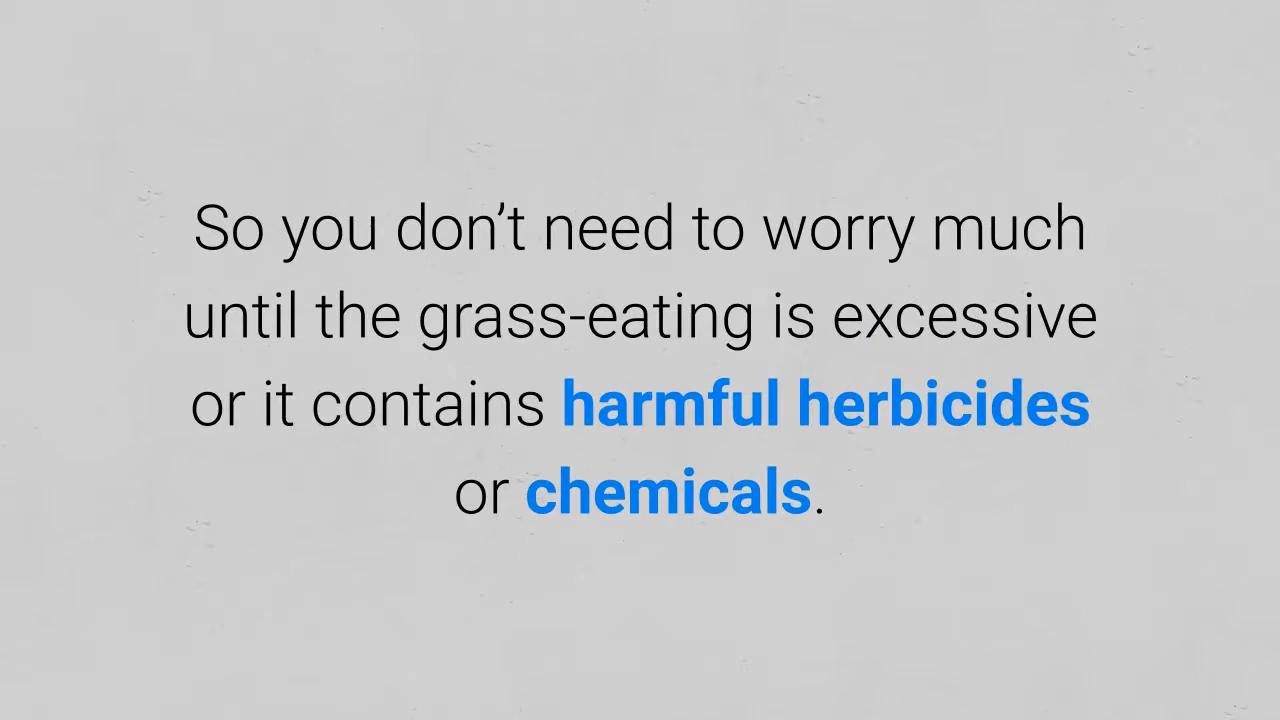 So you don’t need to worry much
until the grass-eating is excessive
or it contains harmful herbicides
or chemicals.